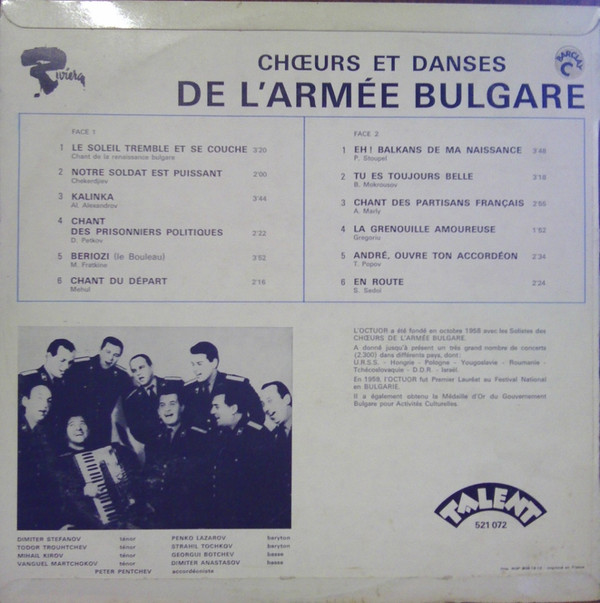 Riviera
BARCLAY
CHŒURS ET DANSES
DE L'ARMÉE BULGARE
FACE 1
1 LE SOLEIL TREMBLE ET SE COUCHE 3'20
Chant de la renaissance bulgare
2 NOTRE SOLDAT EST PUISSANT 2'00
Chekerdjiev
3 KALINKA 3'44
Al. Alexandrov
4 CHANT
DES PRISONNIERS POLITIQUES 2'22
D. Petkov
5 BERIOZI (le Bouleau) 3'52
M. Fratkine
6 CHANT DU DÉPART 2'16
Mehul
FACE 2
1 EH ! BALKANS DE MA NAISSANCE 3'48
P. Stoupel
2 TU ES TOUJOURS BELLE 3'18
B. Mokrousov
3 CHANT DES PARTISANS FRANÇAIS 2'55
A. Marly
4 LA GRENOUILLE AMOUREUSE 1'52
Gregoriu
5 ANDRÉ, OUVRE TON ACCORDÉON 2'34
T. Popov
6 EN ROUTE 2'24
S. Sedoï
L'OCTUOR a été fondé en octobre 1958 avec les Solistes des
CHŒURS DE L'ARMÉE BULGARE.
A donné jusqu'à présent un très grand nombre de concerts
(2.300) dans différents pays, dont :
U.R.S.S. - Hongrie - Pologne - Yougoslavie - Roumanie -
Tchécoslovaquie - D.D.R. - Israël.
En 1959, l'OCTUOR fut Premier Lauréat au Festival National
en BULGARIE.
Il a également obtenu la Médaille d'Or du Gouvernement
Bulgare pour Activités Culturelles.
TALENT
521 072
DIMITER STEFANOV ténor PENKO LAZAROV baryton
TODOR TROUHTCHEV ténor STRAHIL TOCHKOV baryton
MIHAIL KIROV ténor GEORGUI BOTCHEV basse
VANGUEL MARTCHOKOV ténor DIMITER ANASTASOV basse
PETER PENTCHEV accordéoniste